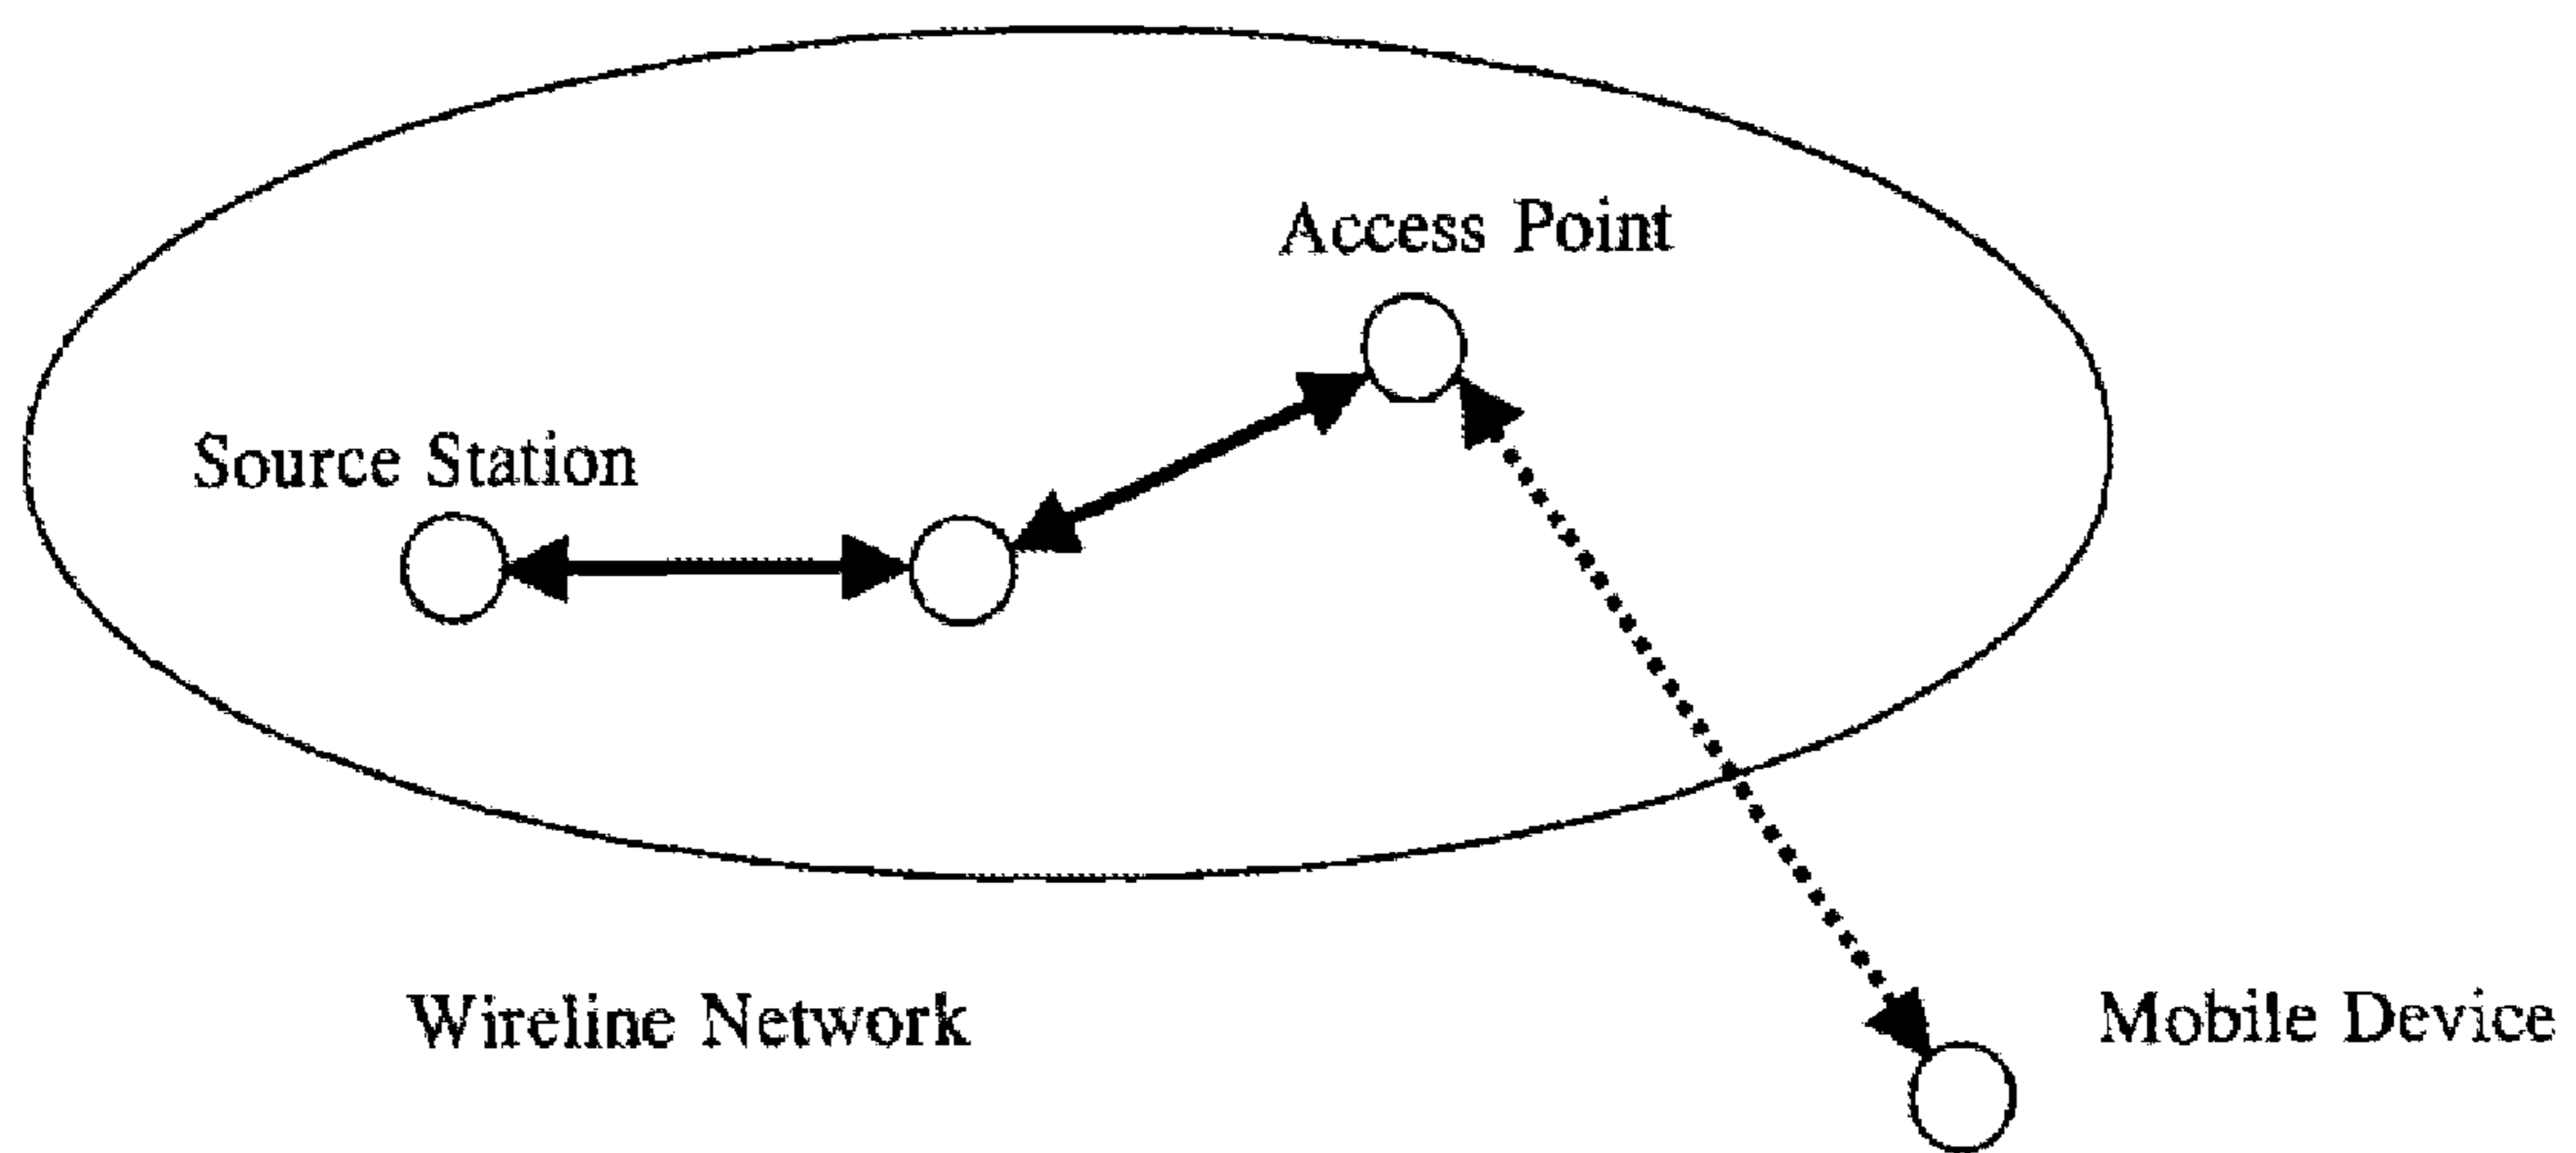 Access Point
Source Station
Wireline Network
Mobile Device